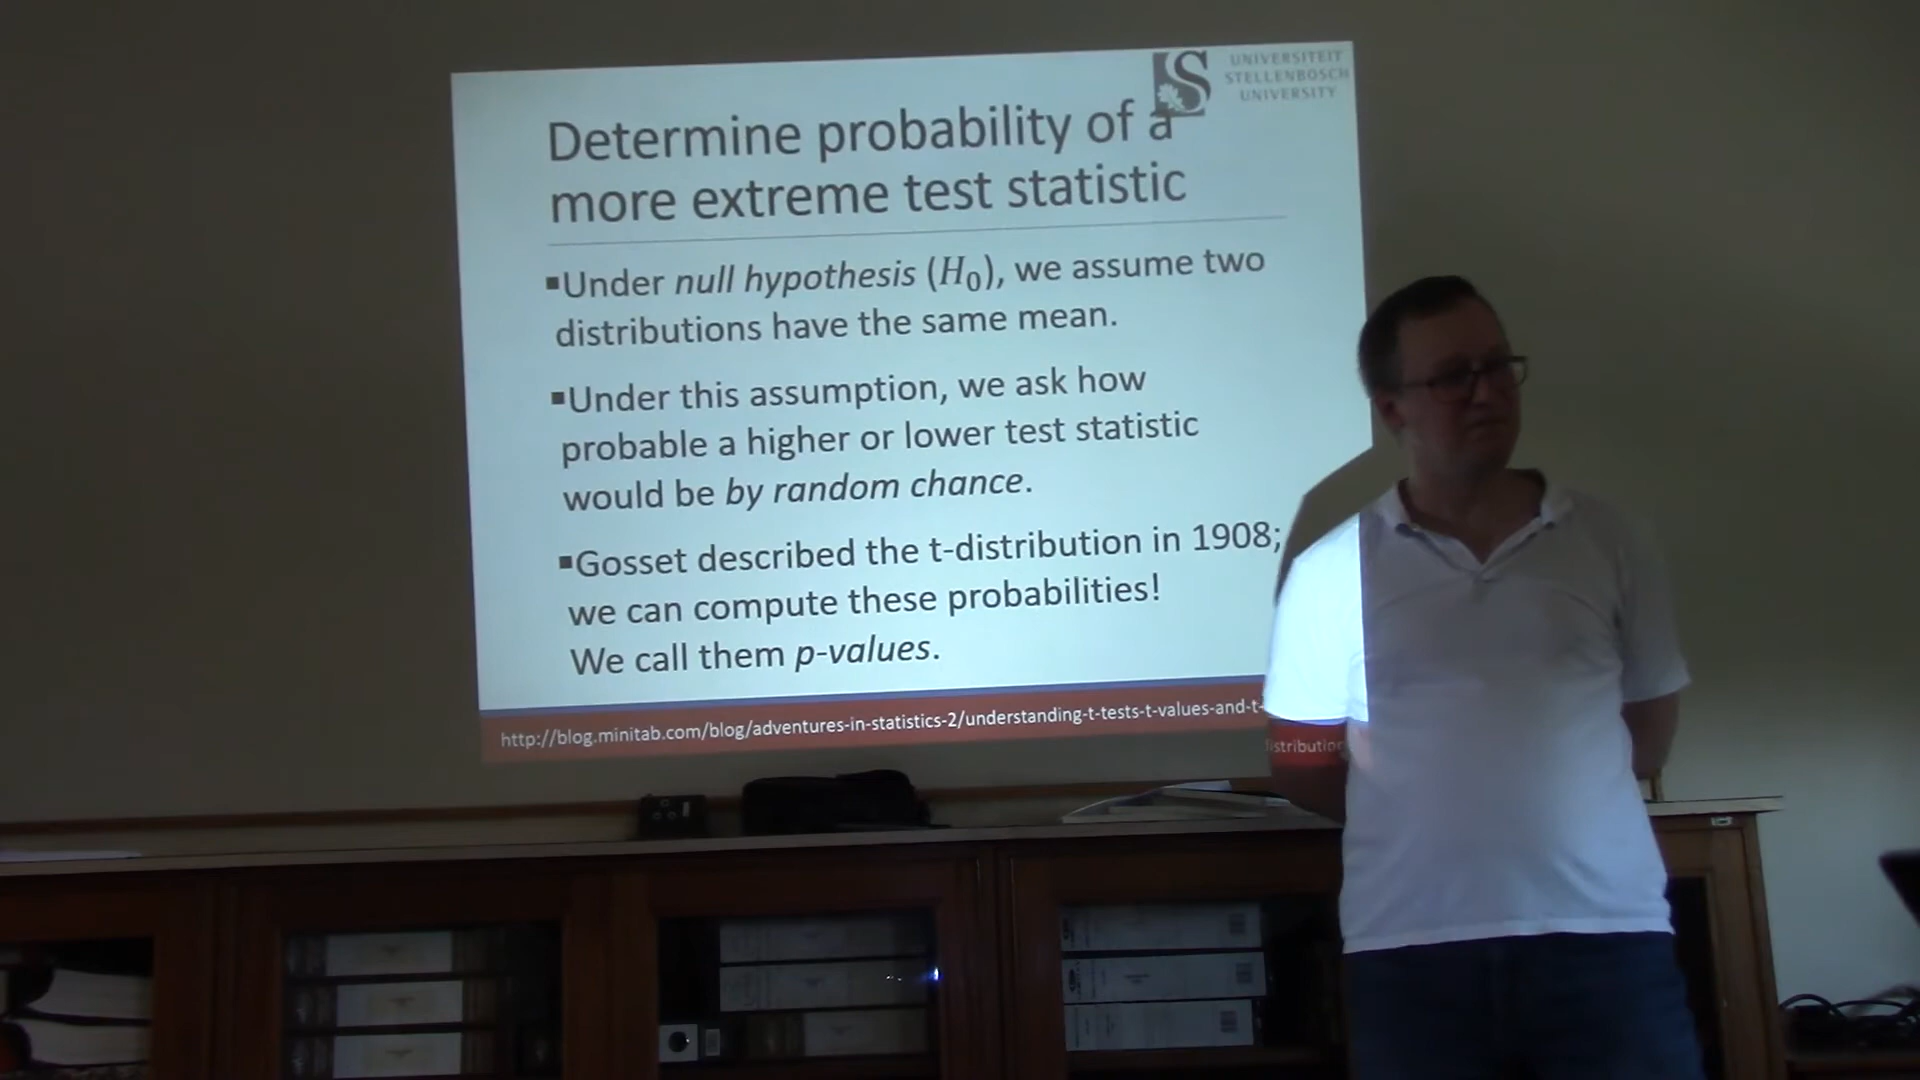 UNIVERSITEIT
STELLENBOSCH
UNIVERSITY
Determine probability of a
more extreme test statistic
▪Under null hypothesis (H₀), we assume two
distributions have the same mean.
▪Under this assumption, we ask how
probable a higher or lower test statistic
would be by random chance.
▪Gosset described the t-distribution in 1908;
we can compute these probabilities!
We call them p-values.
http://blog.minitab.com/blog/adventures-in-statistics-2/understanding-t-tests-t-values-and-t-
istribution